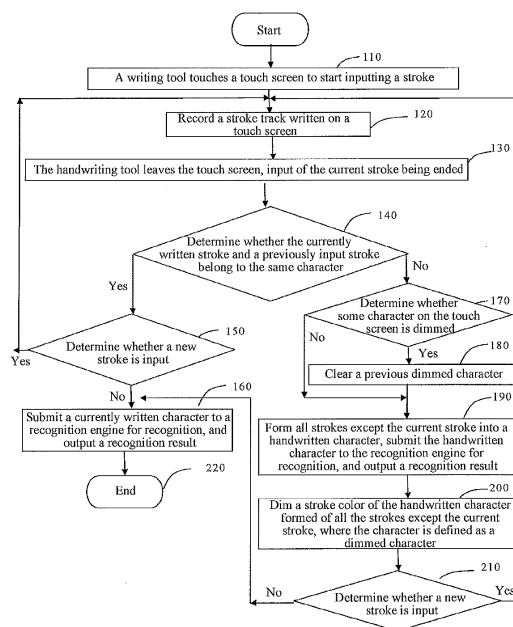 Start
110
A writing tool touches a touch screen to start inputting a stroke
120
Record a stroke track written on a
touch screen
130
The handwriting tool leaves the touch screen, input of the current stroke being ended
140
Determine whether the currently
written stroke and a previously input stroke
belong to the same character
Yes
No
150
Determine whether a new
stroke is input
Yes
No
170
Determine whether
some character on the touch
screen is dimmed
No
Yes
180
Clear a previous dimmed character
160
Submit a currently written character to a
recognition engine for recognition, and
output a recognition result
190
Form all strokes except the current stroke into a
handwritten character, submit the handwritten
character to the recognition engine for
recognition, and output a recognition result
220
End
200
Dim a stroke color of the handwritten character
formed of all the strokes except the current
stroke, where the character is defined as a
dimmed character
210
Determine whether a new
stroke is input
No
Yes